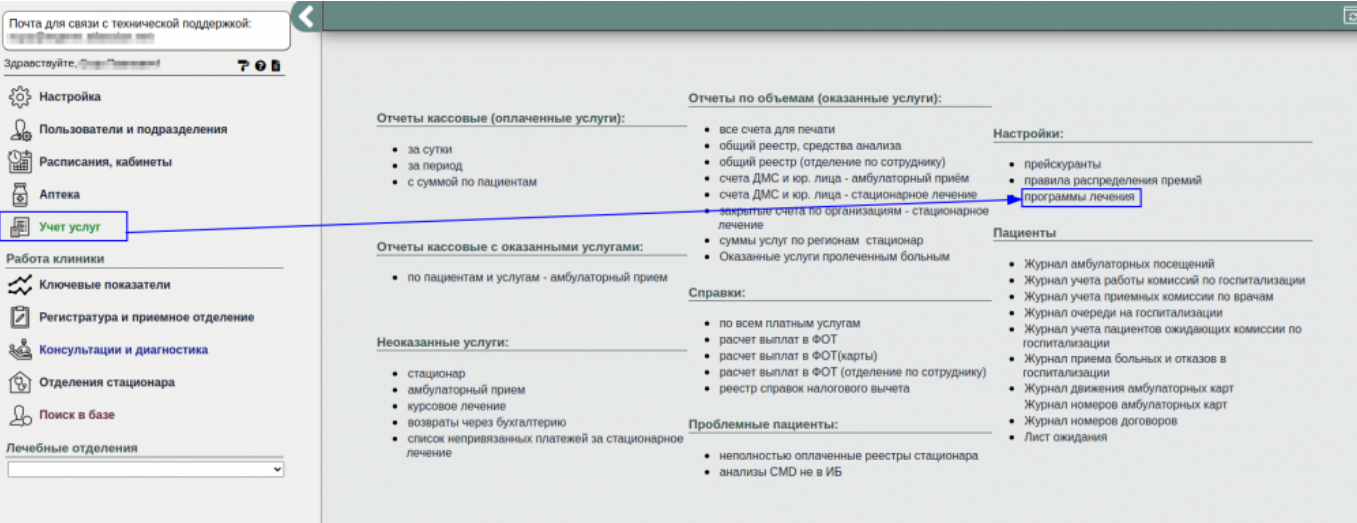 Почта для связи с технической поддержкой:
Здравствуйте,
Настройка
Пользователи и подразделения
Расписания, кабинеты
Аптека
Учет услуг
Работа клиники
Ключевые показатели
Регистратура и приемное отделение
Консультации и диагностика
Отделения стационара
Поиск в базе
Лечебные отделения
Отчеты кассовые (оплаченные услуги):
за сутки
за период
с суммой по пациентам
Отчеты кассовые с оказанными услугами:
по пациентам и услугам - амбулаторный прием
Неоказанные услуги:
стационар
амбулаторный прием
курсовое лечение
возвраты через бухгалтерию
список непривязанных платежей за стационарное
лечение
Отчеты по объемам (оказанные услуги):
все счета для печати
общий реестр, средства анализа
общий реестр (отделение по сотруднику)
счета ДМС и юр. лица - амбулаторный приём
счета ДМС и юр. лица - стационарное лечение
закрытые счета по организациям - стационарное
лечение
суммы услуг по регионам стационар
Оказанные услуги пролеченным больным
Справки:
по всем платным услугам
расчет выплат в ФОТ
расчет выплат в ФОТ(карты)
расчет выплат в ФОТ (отделение по сотруднику)
реестр справок налогового вычета
Проблемные пациенты:
неполностью оплаченные реестры стационара
анализы CMD не в ИБ
Настройки:
прейскуранты
правила распределения премий
программы лечения
Пациенты
Журнал амбулаторных посещений
Журнал учета работы комиссий по госпитализации
Журнал учета приемных комиссии по врачам
Журнал очереди на госпитализации
Журнал учета пациентов ожидающих комиссии по
госпитализации
Журнал приема больных и отказов в
госпитализации
Журнал движения амбулаторных карт
Журнал номеров амбулаторных карт
Журнал номеров договоров
Лист ожидания